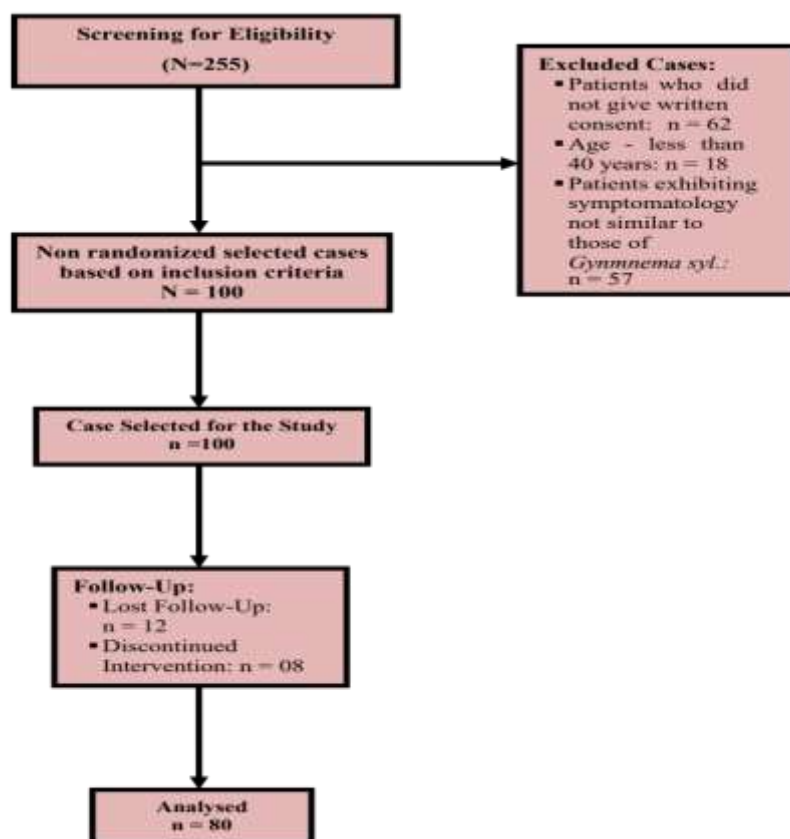 Screening for Eligibility
(N=255)
Excluded Cases:
▪Patients who did
not give written
consent: n = 62
▪Age - less than
40 years: n = 18
▪Patients exhibiting
symptomatology
not similar to
those of
Gynmnema syl.:
n = 57
Non randomized selected cases
based on inclusion criteria
N = 100
Case Selected for the Study
n =100
Follow-Up:
▪Lost Follow-Up:
n = 12
▪Discontinued
Intervention: n = 08
Analysed
n = 80